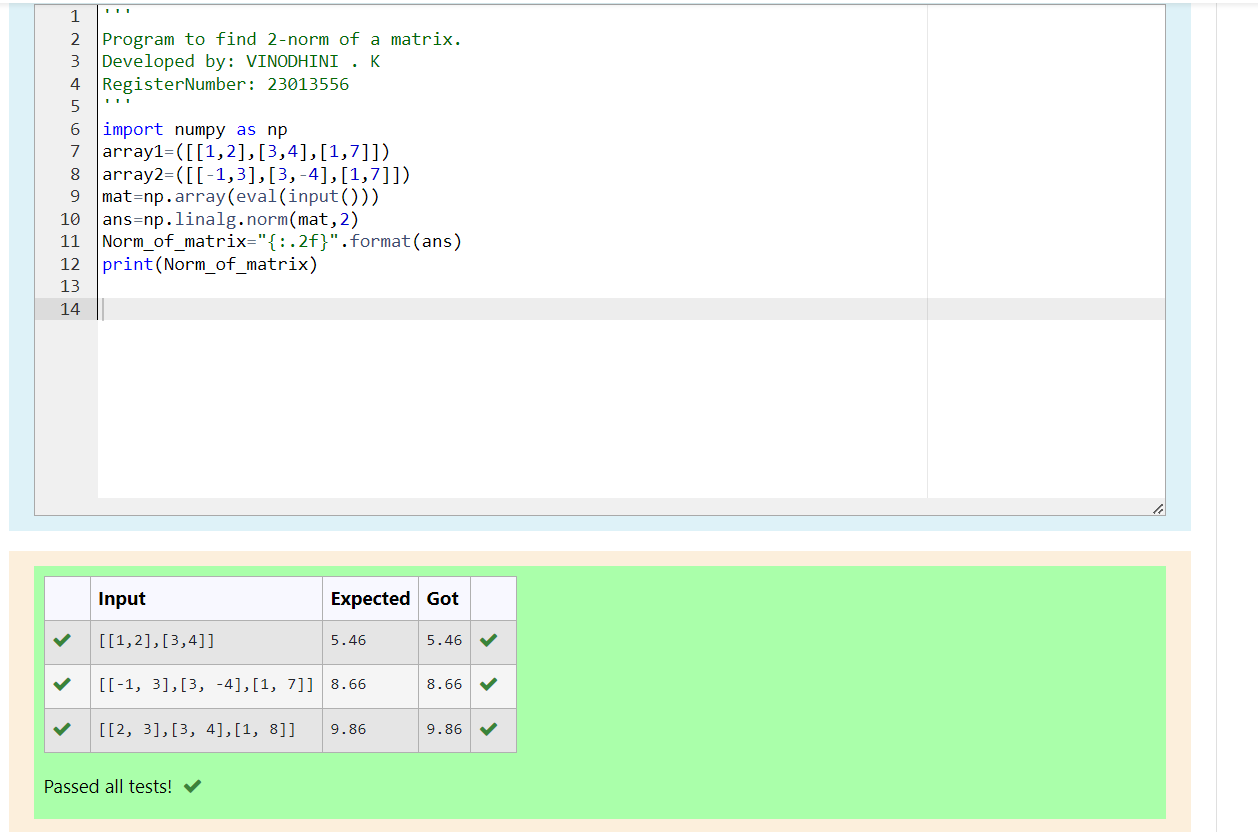 1 '''
2 Program to find 2-norm of a matrix.
3 Developed by: VINODHINI . K
4 RegisterNumber: 23013556
5 '''
6 import numpy as np
7 array1=([[1,2],[3,4],[1,7]])
8 array2=([[-1,3],[3,-4],[1,7]])
9 mat=np.array(eval(input()))
10 ans=np.linalg.norm(mat,2)
11 Norm_of_matrix="{:.2f}".format(ans)
12 print(Norm_of_matrix)
13
14
Input Expected Got
[[1,2],[3,4]] 5.46 5.46
[[-1, 3],[3, -4],[1, 7]] 8.66 8.66
[[2, 3],[3, 4],[1, 8]] 9.86 9.86
Passed all tests!